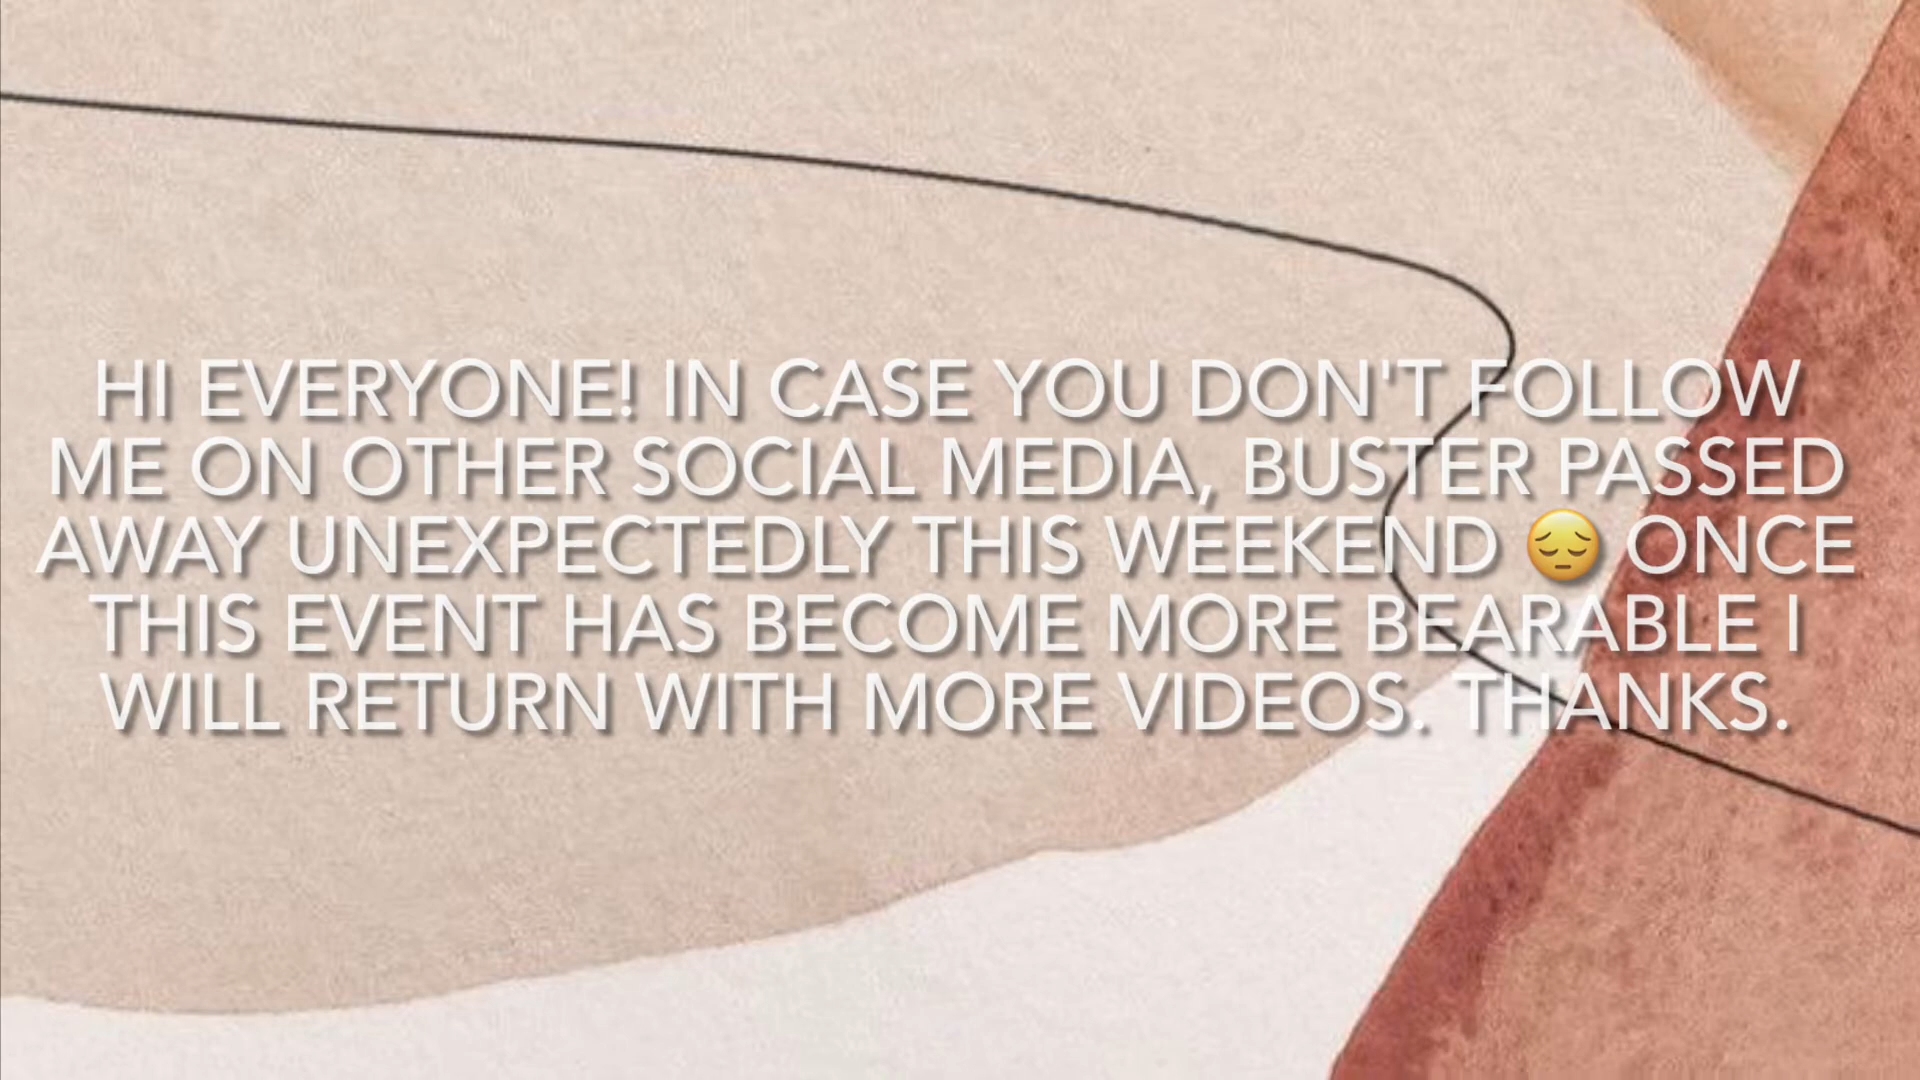 HI EVERYONE! IN CASE YOU DON'T FOLLOW
ME ON OTHER SOCIAL MEDIA, BUSTER PASSED
AWAY UNEXPECTEDLY THIS WEEKEND 😔 ONCE
THIS EVENT HAS BECOME MORE BEARABLE I
WILL RETURN WITH MORE VIDEOS. THANKS.